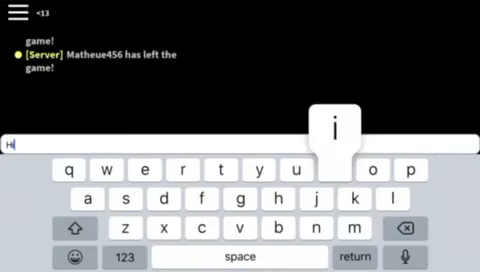 <13
game!
[Server] Matheue456 has left the
game!
Hi
i
q w e r t y u o p
a s d f g h j k l
z x c v b n m
123 space return